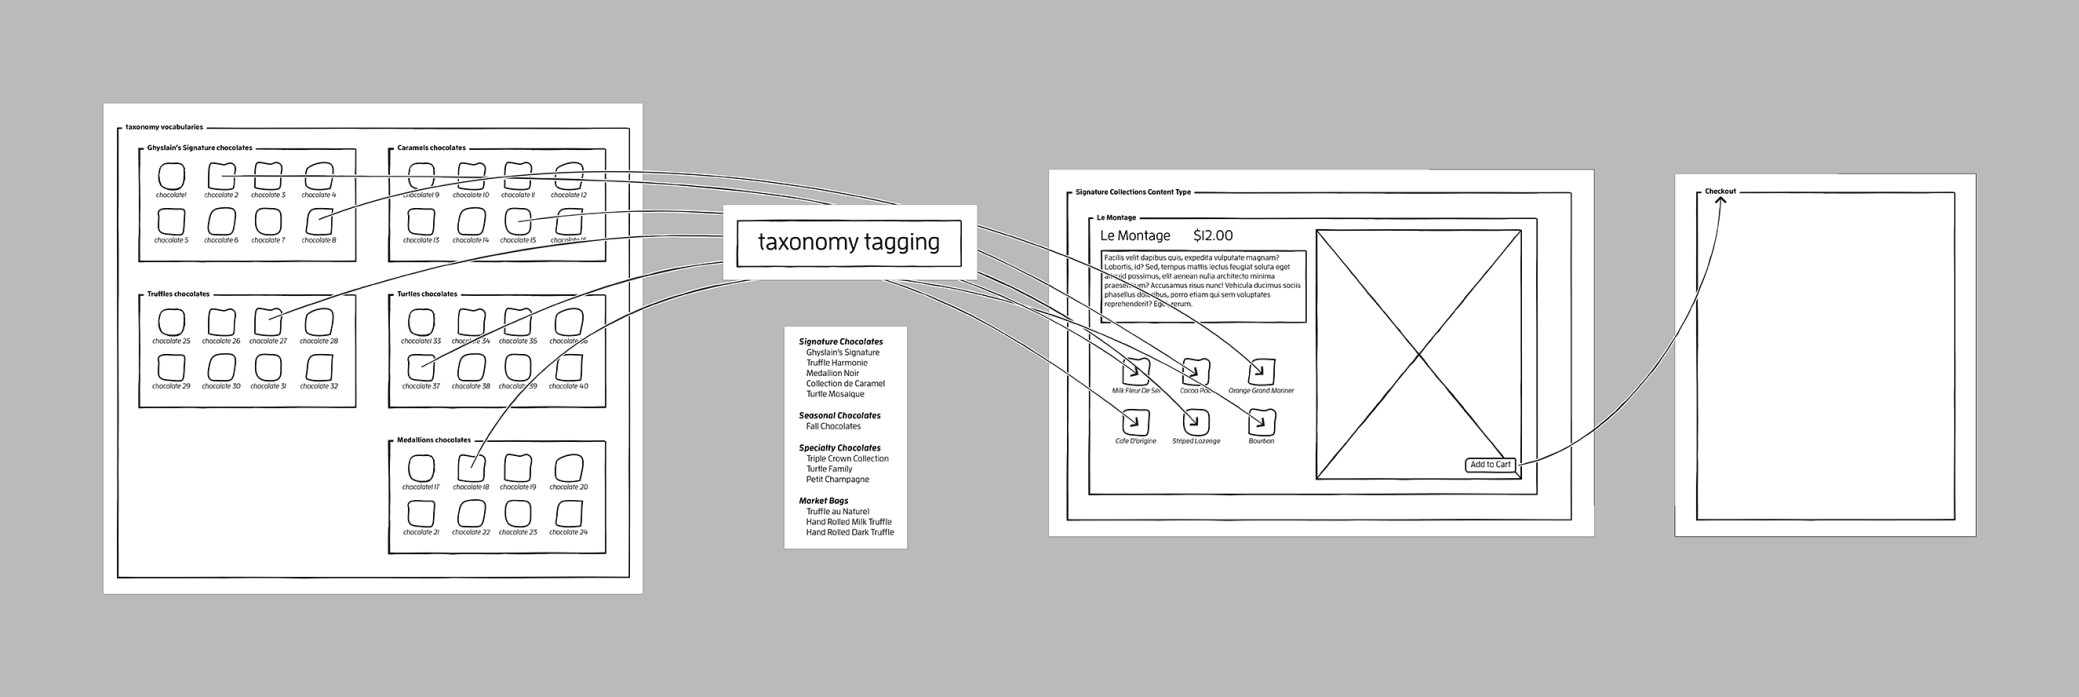 taxonomy vocabularies
Ghyslain's Signature chocolates
chocolate1 chocolate 2 chocolate 3 chocolate 4
chocolate 5 chocolate 6 chocolate 7 chocolate 8
Caramels chocolates
chocolatel 9 chocolate 10 chocolate 11 chocolate 12
chocolate 13 chocolate 14 chocolate 15
Truffles chocolates
chocolate 25 chocolate 26 chocolate 27 chocolate 28
chocolate 29 chocolate 30 chocolate 31 chocolate 32
Turtles chocolates
chocolatel 33 chocolate 34 chocolate 35 chocolate 36
chocolate 37 chocolate 38 chocolate 39 chocolate 40
Medallions chocolates
chocolatel 17 chocolate 18 chocolate 19 chocolate 20
chocolate 21 chocolate 22 chocolate 23 chocolate 24
taxonomy tagging
Signature Chocolates
Ghyslain's Signature
Truffle Harmonie
Medallion Noir
Collection de Caramel
Turtle Mosaique
Seasonal Chocolates
Fall Chocolates
Specialty Chocolates
Triple Crown Collection
Turtle Family
Petit Champagne
Market Bags
Truffle au Naturel
Hand Rolled Milk Truffle
Hand Rolled Dark Truffle
Signature Collections Content Type
Le Montage
Le Montage $12.00
Facilis velit dapibus quis, expedita vulputate magnam?
Lobortis, id? Sed, tempus mattis lectus feugiat soluta eget
aliquid possimus, elit aenean nulla architecto minima
praesentium? Accusamus risus nunc! Vehicula ducimus sociis
phasellus doloribus, porro etiam qui sem voluptates
reprehenderit? Eget rerum.
Milk Fleur De Sel Cocoa Pod Orange Grand Mariner
Cafe D'origine Striped Lozenge Bourbon
Add to Cart
Checkout